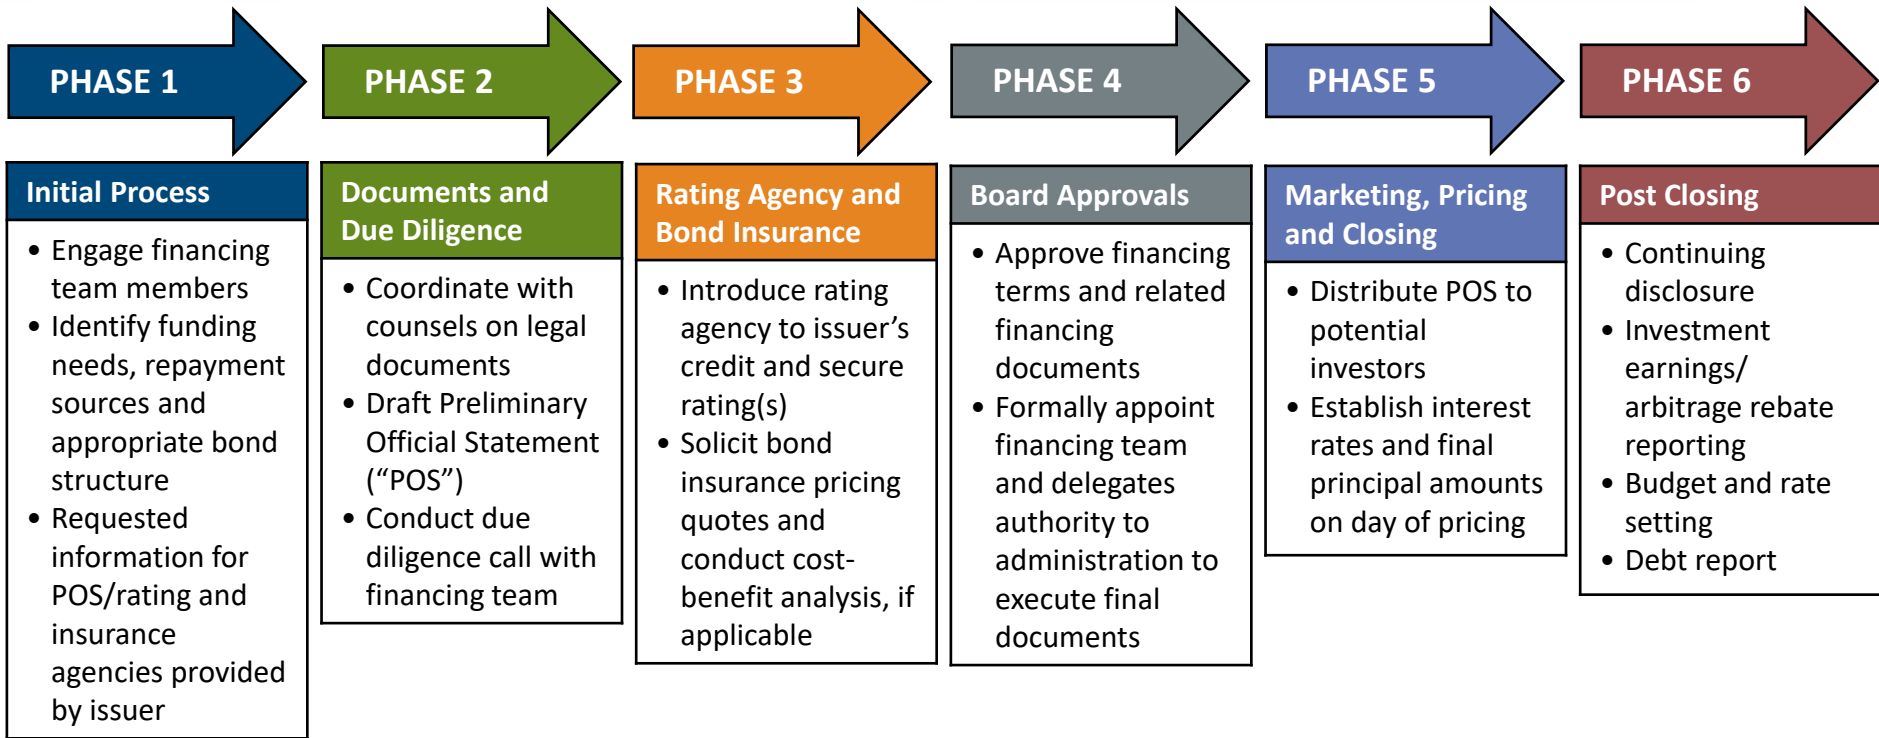 PHASE 1
PHASE 2
PHASE 3
PHASE 4
PHASE 5
PHASE 6
Initial Process
• Engage financing
team members
• Identify funding
needs, repayment
sources and
appropriate bond
structure
• Requested
information for
POS/rating and
insurance
agencies provided
by issuer
Documents and
Due Diligence
• Coordinate with
counsels on legal
documents
• Draft Preliminary
Official Statement
(“POS”)
• Conduct due
diligence call with
financing team
Rating Agency and
Bond Insurance
• Introduce rating
agency to issuer’s
credit and secure
rating(s)
• Solicit bond
insurance pricing
quotes and
conduct cost-
benefit analysis, if
applicable
Board Approvals
• Approve financing
terms and related
financing
documents
• Formally appoint
financing team
and delegates
authority to
administration to
execute final
documents
Marketing, Pricing
and Closing
• Distribute POS to
potential
investors
• Establish interest
rates and final
principal amounts
on day of pricing
Post Closing
• Continuing
disclosure
• Investment
earnings/
arbitrage rebate
reporting
• Budget and rate
setting
• Debt report